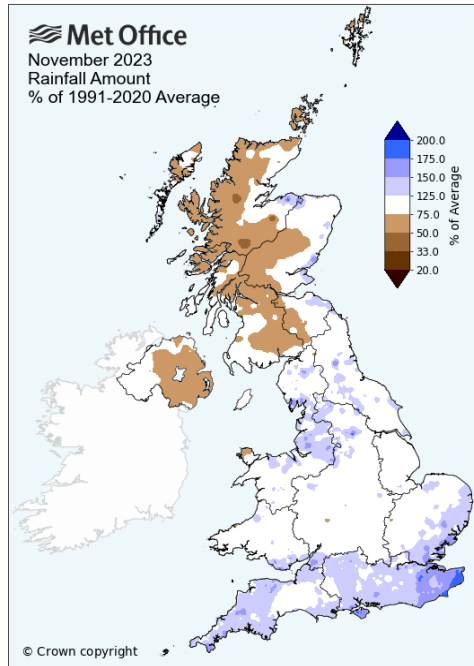 Met Office
November 2023
Rainfall Amount
% of 1991-2020 Average
200.0
175.0
150.0
125.0
75.0
50.0
33.0
20.0
% of Average
© Crown copyright